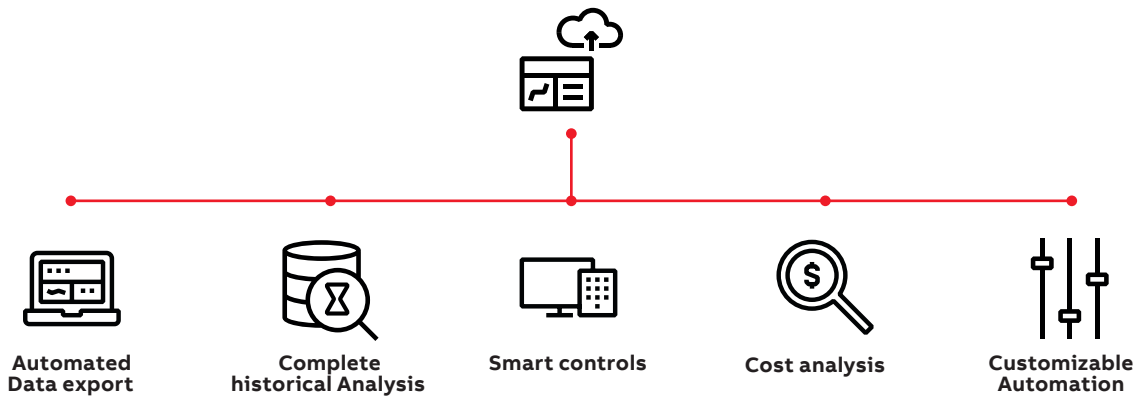 Automated
Data export
Complete
historical Analysis
Smart controls
Cost analysis
Customizable
Automation